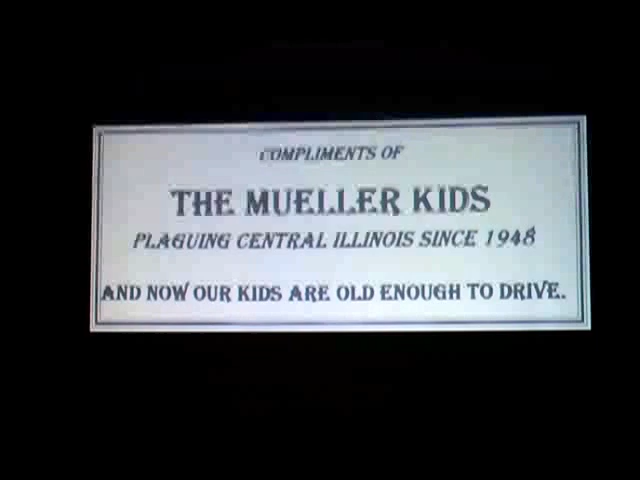 COMPLIMENTS OF
THE MUELLER KIDS
PLAGUING CENTRAL ILLINOIS SINCE 1948
AND NOW OUR KIDS ARE OLD ENOUGH TO DRIVE.